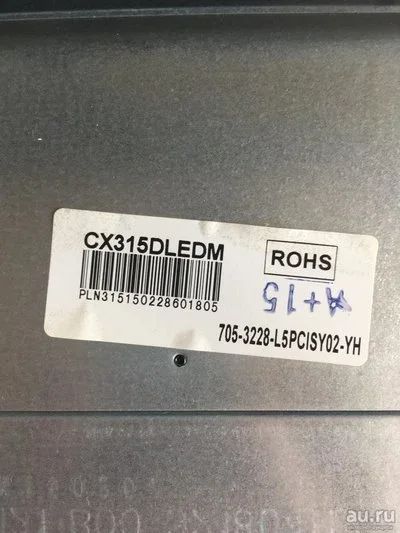 CX315DLEDM
ROHS
PLN315150228601805
A+15
705-3228-L5PCISY02-YH
au.ru